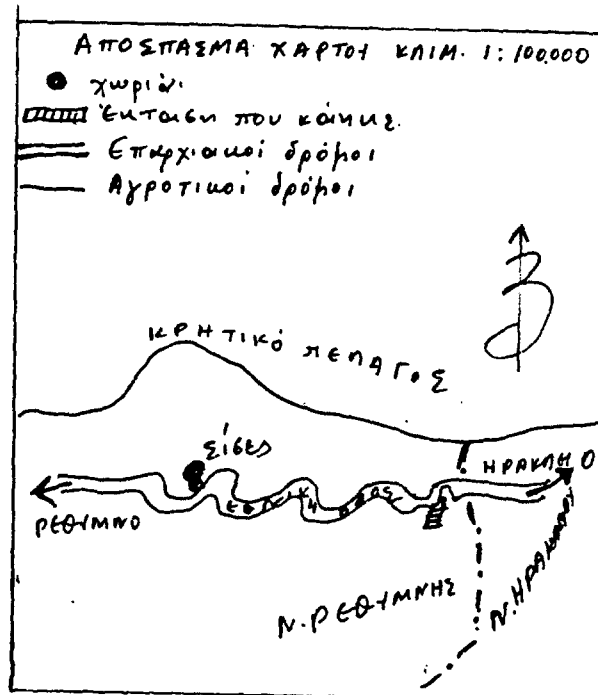 ΑΠΟΣΠΑΣΜΑ ΧΑΡΤΟΥ ΚΛΙΜ. 1:100.000
χωριά:
Έκταση που κάηκε.
Επαρχιακοί δρόμοι
Αγροτικοί δρόμοι
Β
ΚΡΗΤΙΚΟ ΠΕΛΑΓΟΣ
ΣίΣΕΣ
ΗΡΑΚΛΗΟ
ΡΕΘΥΜΝΟ
ΕΘΝΙΚΗ ΟΔΟΣ
Ν. ΡΕΘΥΜΝΗΣ
Ν. ΗΡΑΚΛΕΙΟΥ